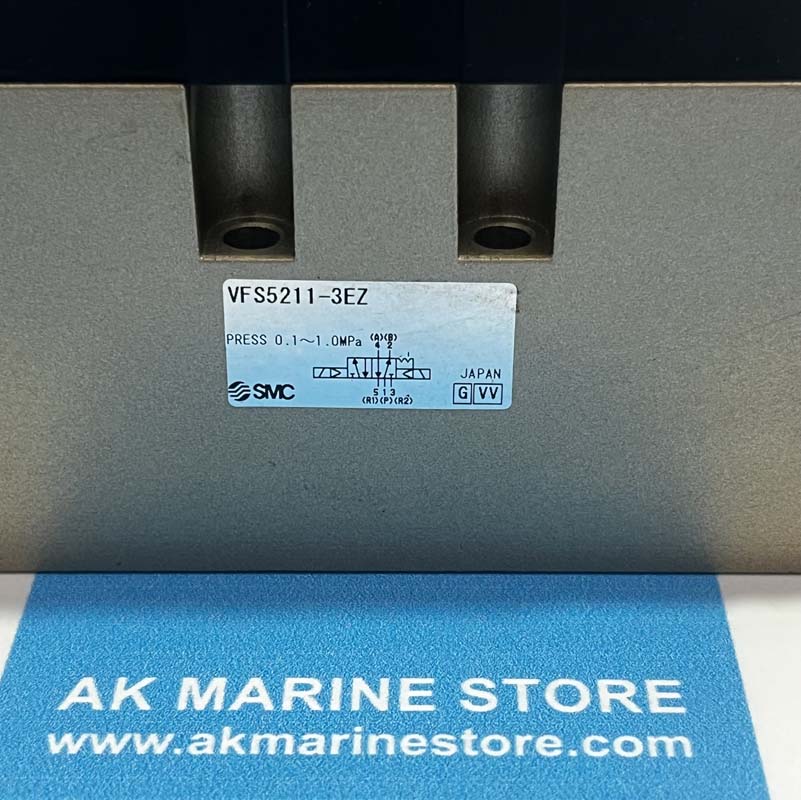 VFS5211-3EZ
PRESS 0.1~1.0MPa
(A)(B)
4 2
5 1 3
(R1)(P)(R2)
SMC
JAPAN
G VV
AK MARINE STORE
www.akmarinestore.com